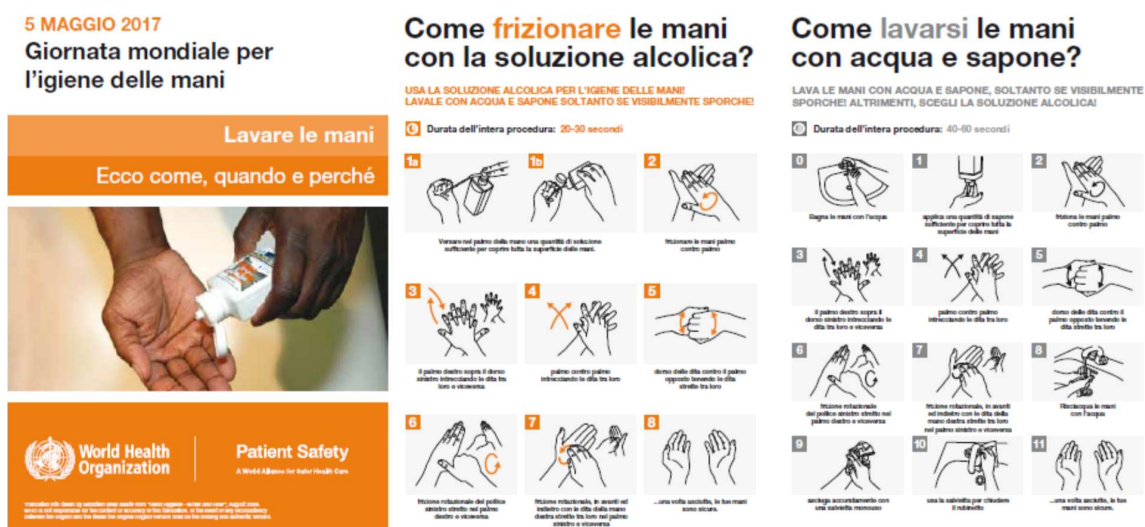 5 MAGGIO 2017
Giornata mondiale per
l'igiene delle mani
Lavare le mani
Ecco come, quando e perché
World Health
Organization
Patient Safety
A World Alliance for Safer Health Care
Come frizionare le mani
con la soluzione alcolica?
USA LA SOLUZIONE ALCOLICA PER L'IGIENE DELLE MANI!
LAVALE CON ACQUA E SAPONE SOLTANTO SE VISIBILMENTE SPORCHE!
Durata dell'intera procedura: 20-30 secondi
1a
1b
2
Versare nel palmo della mano una quantità di soluzione
sufficiente per coprire tutta la superficie delle mani.
frizionare le mani palmo
contro palmo
3
4
5
il palmo destro sopra il dorso
sinistro intrecciando le dita tra
loro e viceversa
palmo contro palmo
intrecciando le dita tra loro
dorso delle dita contro il palmo
opposto tenendo le dita
strette tra loro
6
7
8
frizione rotazionale del pollice
sinistro stretto nel palmo
destro e viceversa
frizione rotazionale, in avanti ed
indietro con le dita della mano
destra strette tra loro nel palmo
sinistro e viceversa
...una volta asciutte, le tue mani
sono sicure.
Come lavarsi le mani
con acqua e sapone?
LAVA LE MANI CON ACQUA E SAPONE, SOLTANTO SE VISIBILMENTE
SPORCHE! ALTRIMENTI, SCEGLI LA SOLUZIONE ALCOLICA!
Durata dell'intera procedura: 40-60 secondi
0
1
2
Bagna le mani con l'acqua
applica una quantità di sapone
sufficiente per coprire tutta la
superficie delle mani
friziona le mani palmo
contro palmo
3
4
5
il palmo destro sopra il
dorso sinistro intrecciando le
dita tra loro e viceversa
palmo contro palmo
intrecciando le dita tra loro
dorso delle dita contro il
palmo opposto tenendo le
dita strette tra loro
6
7
8
frizione rotazionale
del pollice sinistro stretto nel
palmo destro e viceversa
frizione rotazionale, in avanti
ed indietro con le dita della
mano destra strette tra loro
nel palmo sinistro e viceversa
Risciacqua le mani
con l'acqua
9
10
11
asciuga accuratamente con
una salvietta monouso
usa la salvietta per chiudere
il rubinetto
...una volta asciutte, le tue
mani sono sicure.